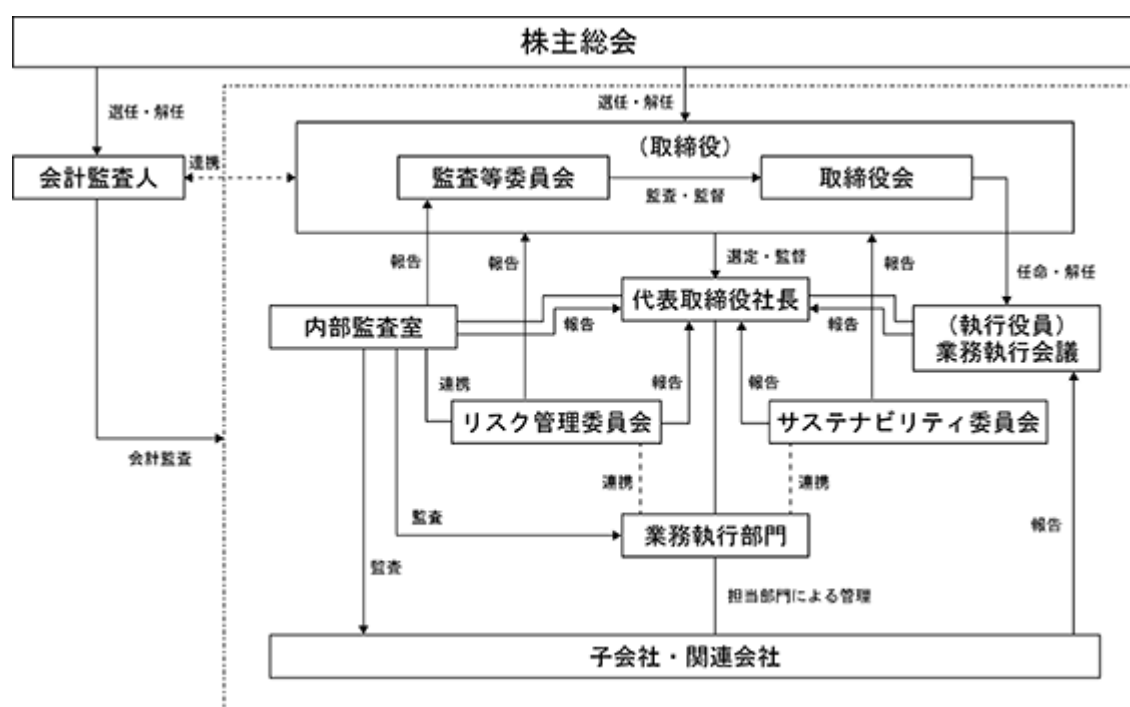 株主総会
選任・解任
選任・解任
(取締役)
会計監査人
連携
監査等委員会
監査・監督
取締役会
報告
報告
選定・監督
報告
任命・解任
内部監査室
報告
代表取締役社長
報告
(執行役員)
業務執行会議
連携
報告
報告
リスク管理委員会
サステナビリティ委員会
会計監査
連携
連携
監査
業務執行部門
報告
監査
担当部門による管理
子会社・関連会社